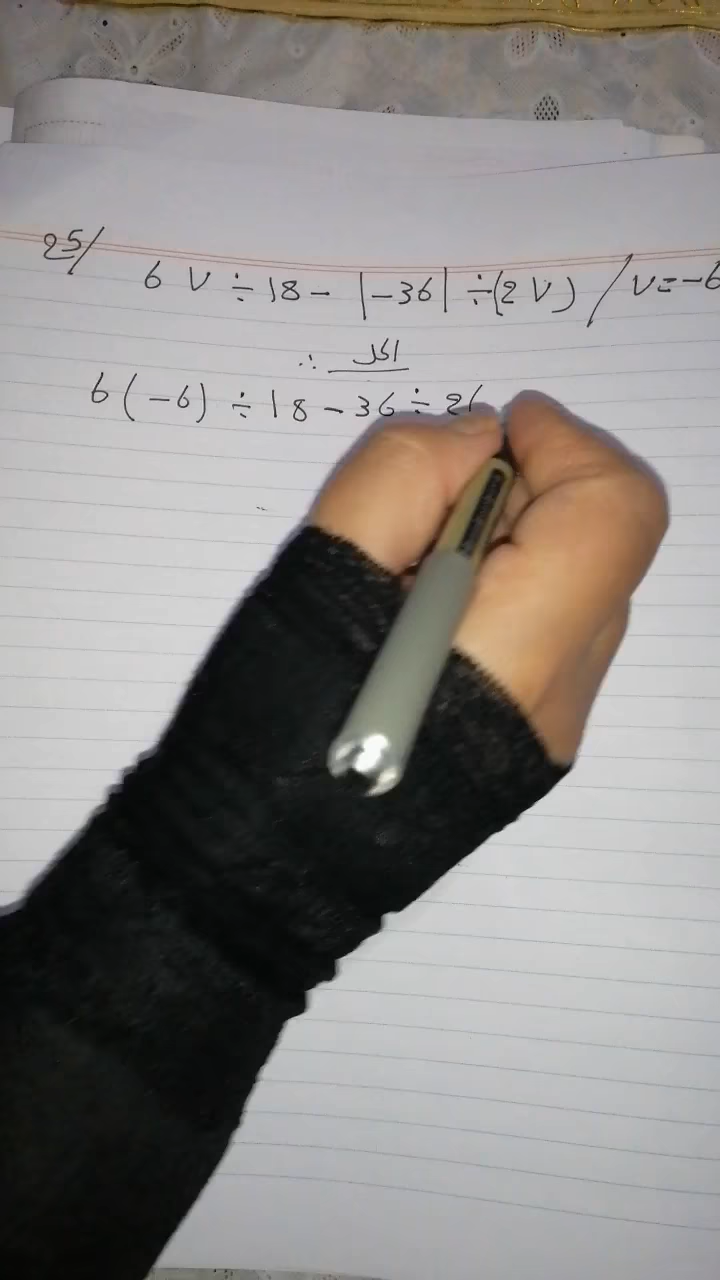 25/
6 V ÷ 18 - |-36| ÷ (2 V) / V = -6
الحل :
6 (-6) ÷ 18 - 36 ÷ 2(